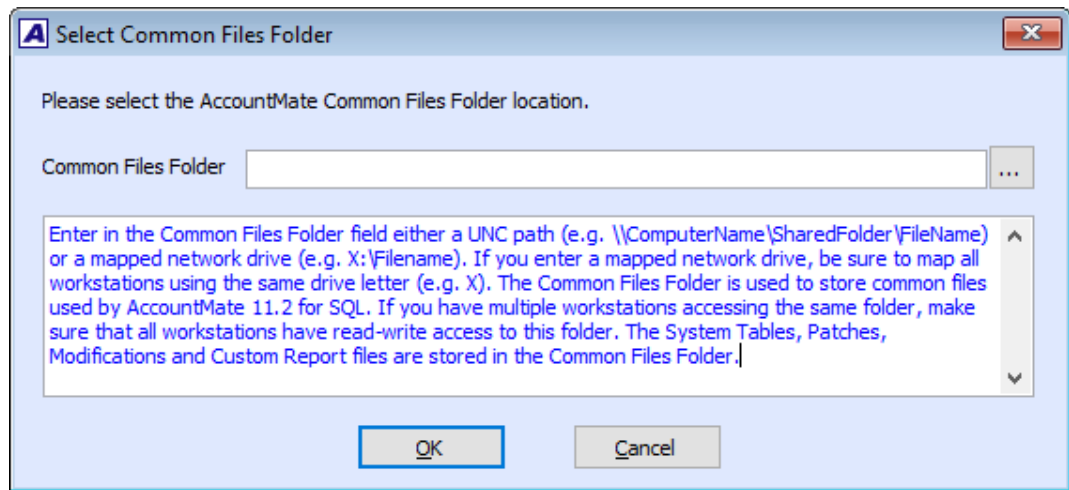 A Select Common Files Folder
Please select the AccountMate Common Files Folder location.
Common Files Folder ...
Enter in the Common Files Folder field either a UNC path (e.g. \\ComputerName\SharedFolder\FileName)
or a mapped network drive (e.g. X:\Filename). If you enter a mapped network drive, be sure to map all
workstations using the same drive letter (e.g. X). The Common Files Folder is used to store common files
used by AccountMate 11.2 for SQL. If you have multiple workstations accessing the same folder, make
sure that all workstations have read-write access to this folder. The System Tables, Patches,
Modifications and Custom Report files are stored in the Common Files Folder.
OK Cancel